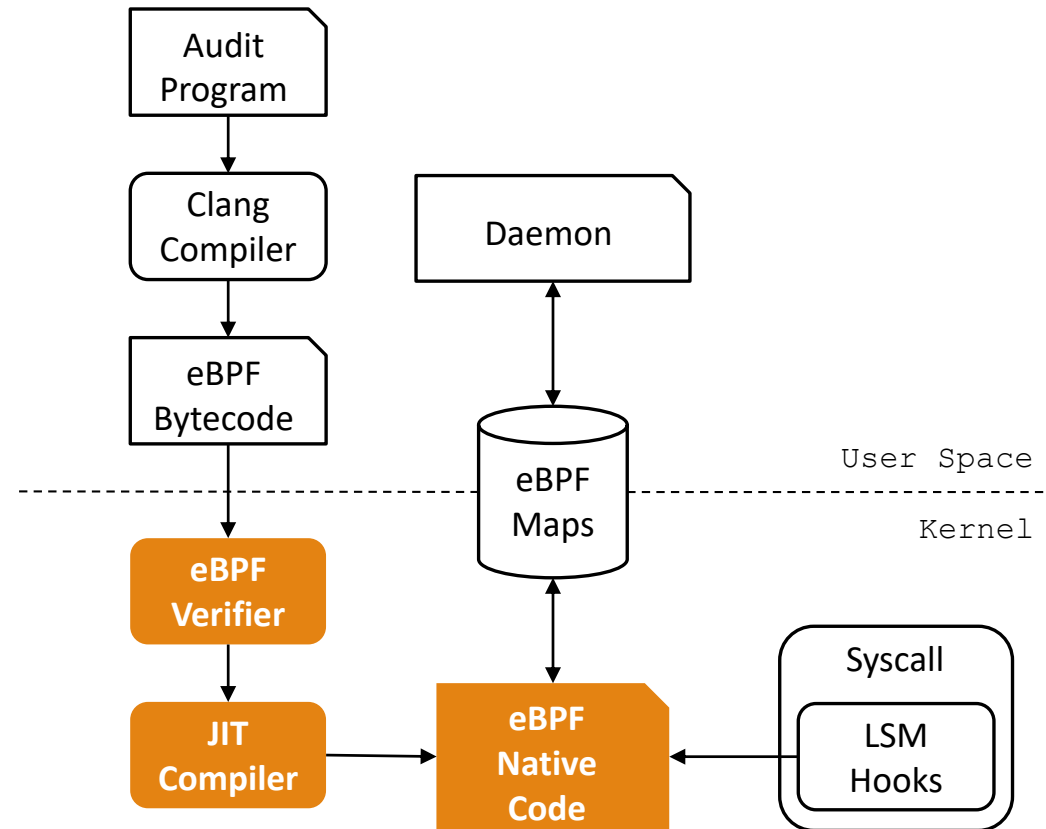 Audit
Program
Clang
Compiler
Daemon
eBPF
Bytecode
eBPF
Maps
User Space
Kernel
eBPF
Verifier
JIT
Compiler
eBPF
Native
Code
Syscall
LSM
Hooks